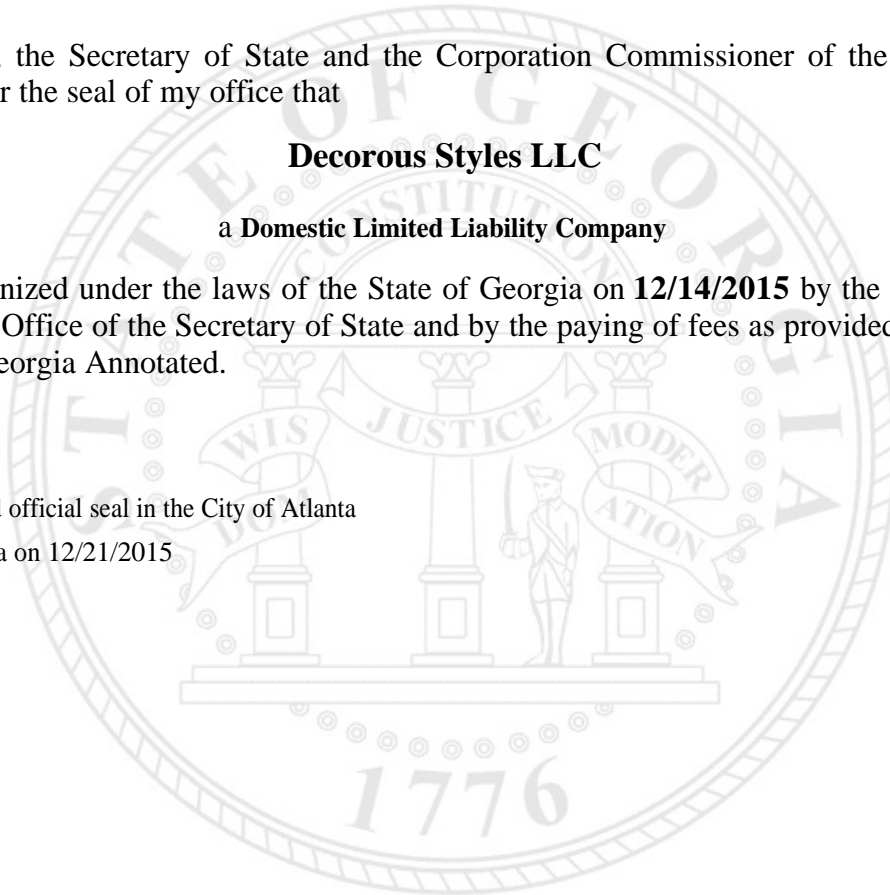 , the Secretary of State and the Corporation Commissioner of the
r the seal of my office that
Decorous Styles LLC
a Domestic Limited Liability Company
nized under the laws of the State of Georgia on 12/14/2015 by the
Office of the Secretary of State and by the paying of fees as provided
eorgia Annotated.
l official seal in the City of Atlanta
a on 12/21/2015
STATE OF GEORGIA
CONSTITUTION
WISDOM
JUSTICE
MODERATION
1776